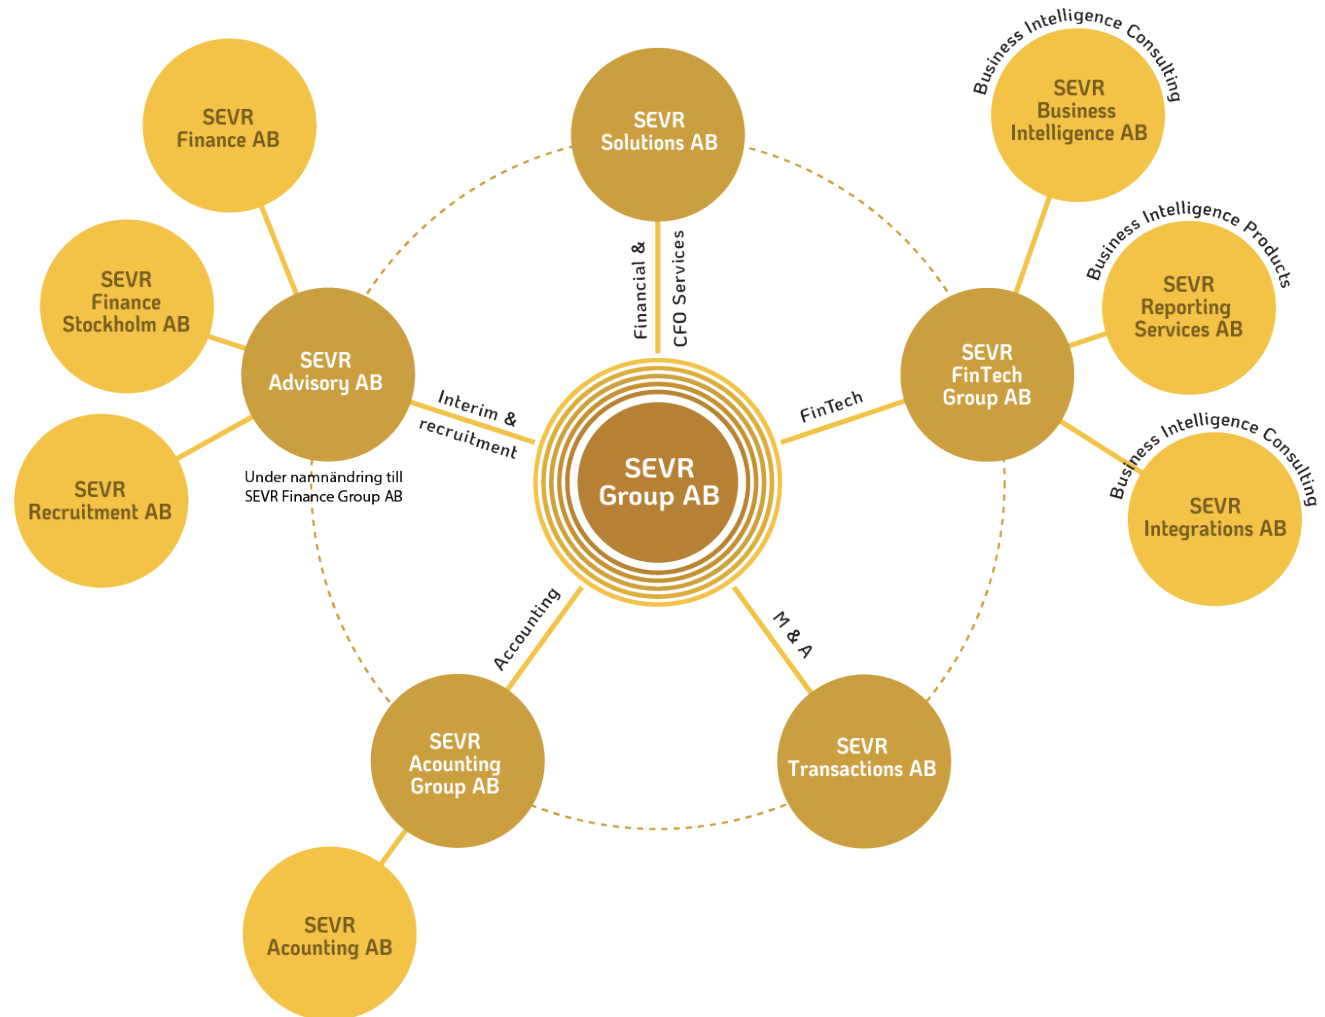 Business Intelligence Consulting
SEVR
Business
Intelligence AB
SEVR
Finance AB
SEVR
Solutions AB
Business Intelligence Products
SEVR
Reporting
Services AB
SEVR
Finance
Stockholm AB
Financial &
CFO Services
SEVR
Advisory AB
SEVR
FinTech
Group AB
Interim &
recruitment
FinTech
Under namnändring till
SEVR Finance Group AB
SEVR
Group AB
SEVR
Recruitment AB
Business Intelligence Consulting
SEVR
Integrations AB
Accounting
M & A
SEVR
Acounting
Group AB
SEVR
Transactions AB
SEVR
Acounting AB